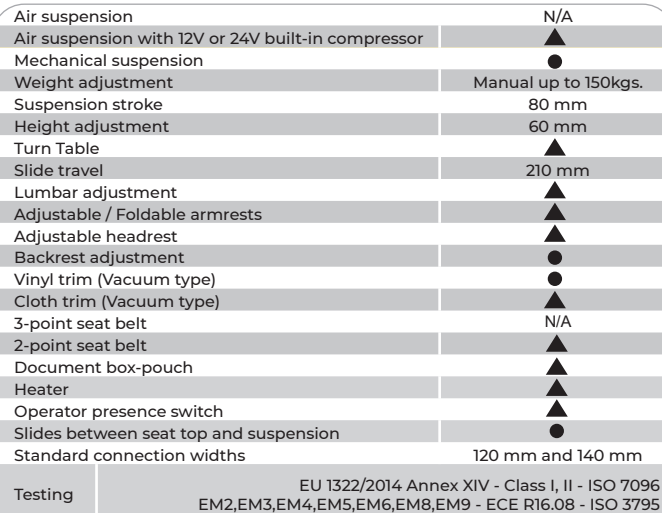 Air suspension N/A
Air suspension with 12V or 24V built-in compressor ▲
Mechanical suspension ●
Weight adjustment Manual up to 150kgs.
Suspension stroke 80 mm
Height adjustment 60 mm
Turn Table ▲
Slide travel 210 mm
Lumbar adjustment ▲
Adjustable / Foldable armrests ▲
Adjustable headrest ▲
Backrest adjustment ●
Vinyl trim (Vacuum type) ●
Cloth trim (Vacuum type) ▲
3-point seat belt N/A
2-point seat belt ▲
Document box-pouch ▲
Heater ▲
Operator presence switch ▲
Slides between seat top and suspension ●
Standard connection widths 120 mm and 140 mm
Testing
EU 1322/2014 Annex XIV - Class I, II - ISO 7096
EM2,EM3,EM4,EM5,EM6,EM8,EM9 - ECE R16.08 - ISO 3795